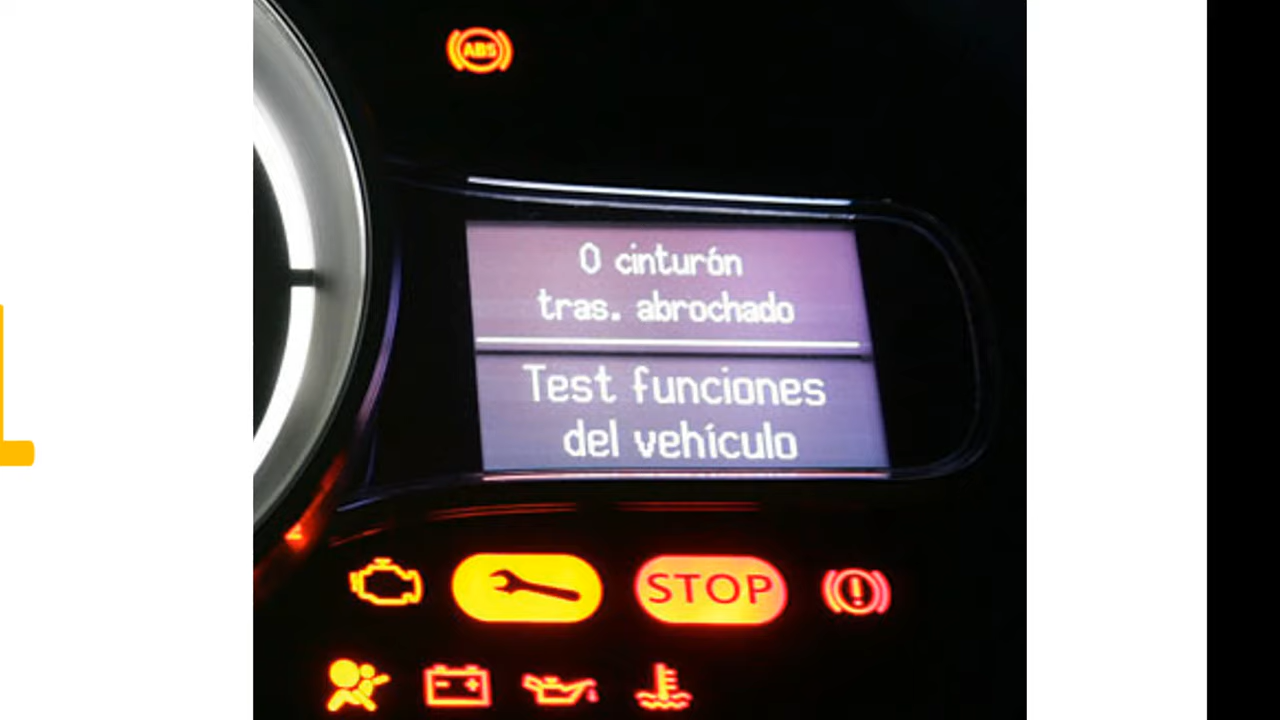 ABS
0 cinturón
tras. abrochado
Test funciones
del vehículo
STOP